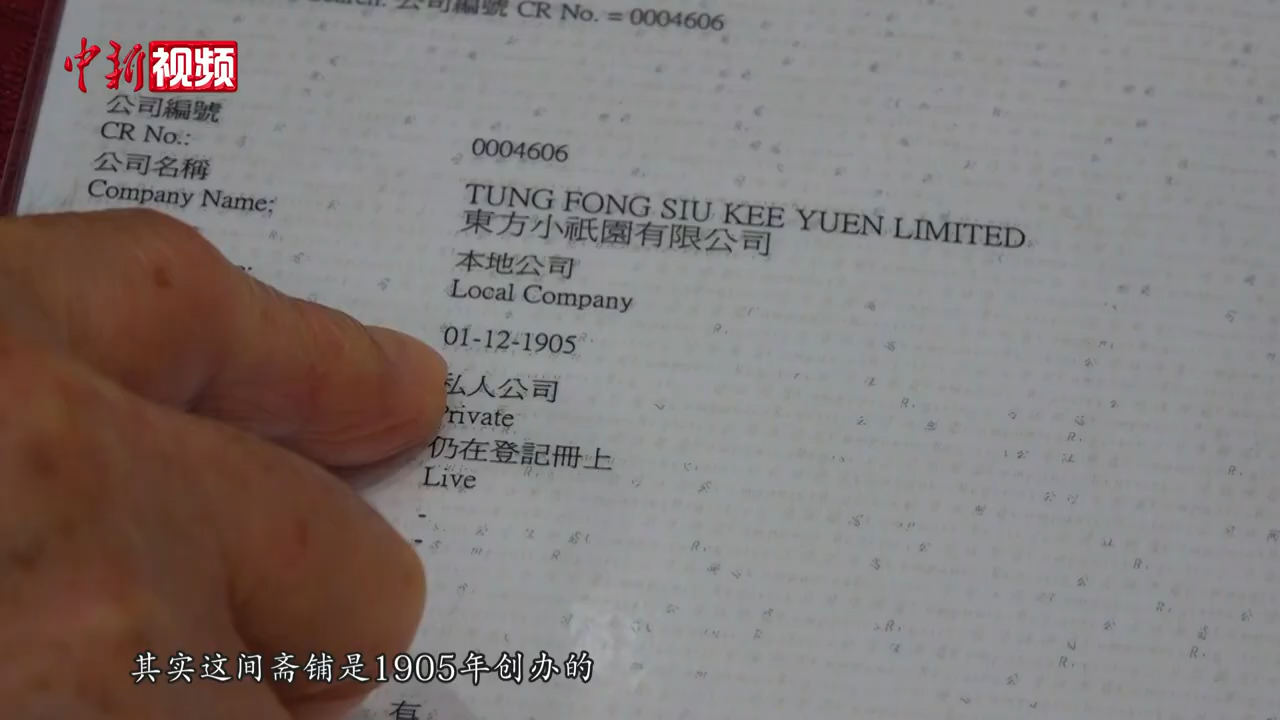 公司編號 CR No. = 0004606
中新视频
公司編號
CR No.:
0004606
公司名稱
Company Name:
TUNG FONG SIU KEE YUEN LIMITED
東方小祇園有限公司
本地公司
Local Company
01-12-1905
私人公司
Private
仍在登記冊上
Live
-
-
其实这间斋铺是1905年创办的
有